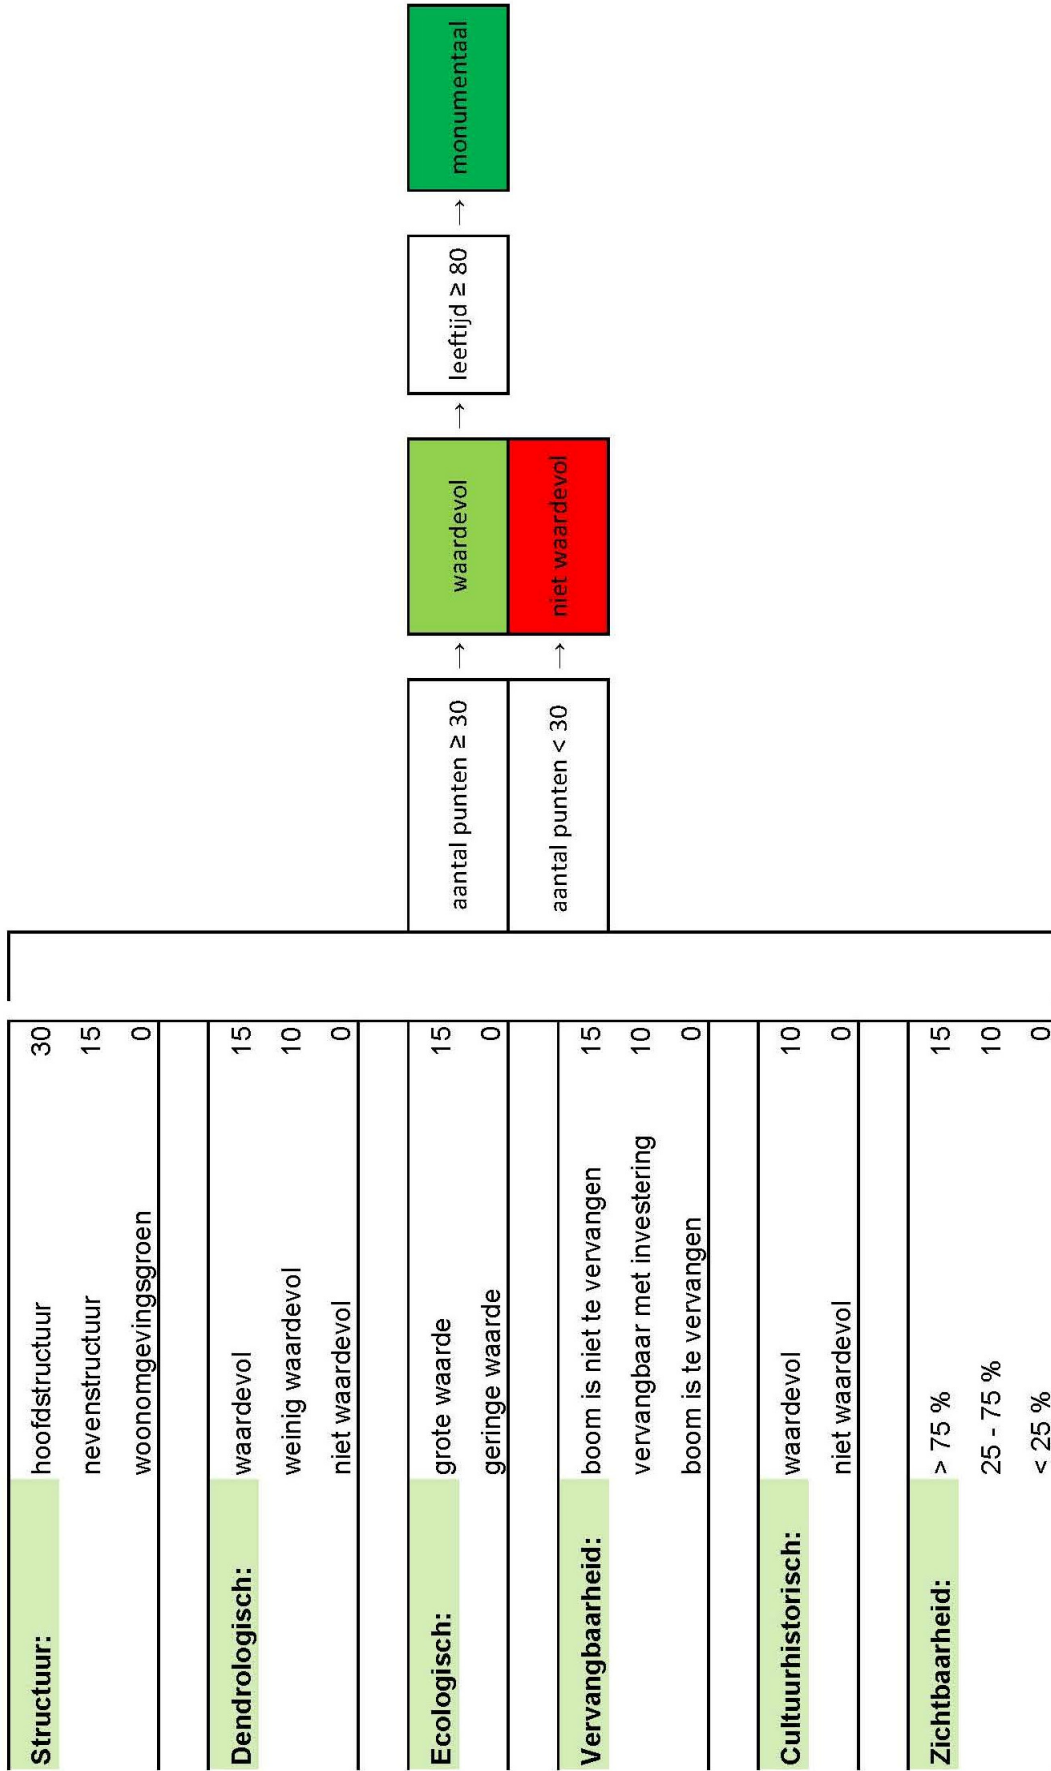 Structuur: hoofdstructuur 30
nevenstructuur 15
woonomgevingsgroen 0
Dendrologisch: waardevol 15
weinig waardevol 10
niet waardevol 0
Ecologisch: grote waarde 15
geringe waarde 0
Vervangbaarheid: boom is niet te vervangen 15
vervangbaar met investering 10
boom is te vervangen 0
Cultuurhistorisch: waardevol 10
niet waardevol 0
Zichtbaarheid: > 75 % 15
25 - 75 % 10
< 25 % 0
aantal punten ≥ 30 → waardevol → leeftijd ≥ 80 → monumentaal
aantal punten < 30 → niet waardevol